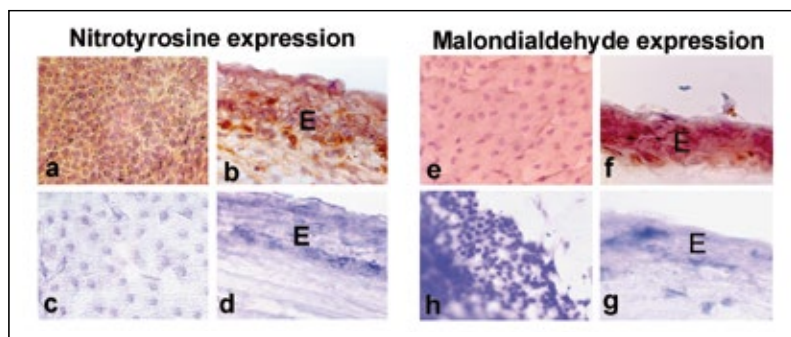 Nitrotyrosine expression
Malondialdehyde expression
a
b
E
e
f
E
c
d
E
h
g
E